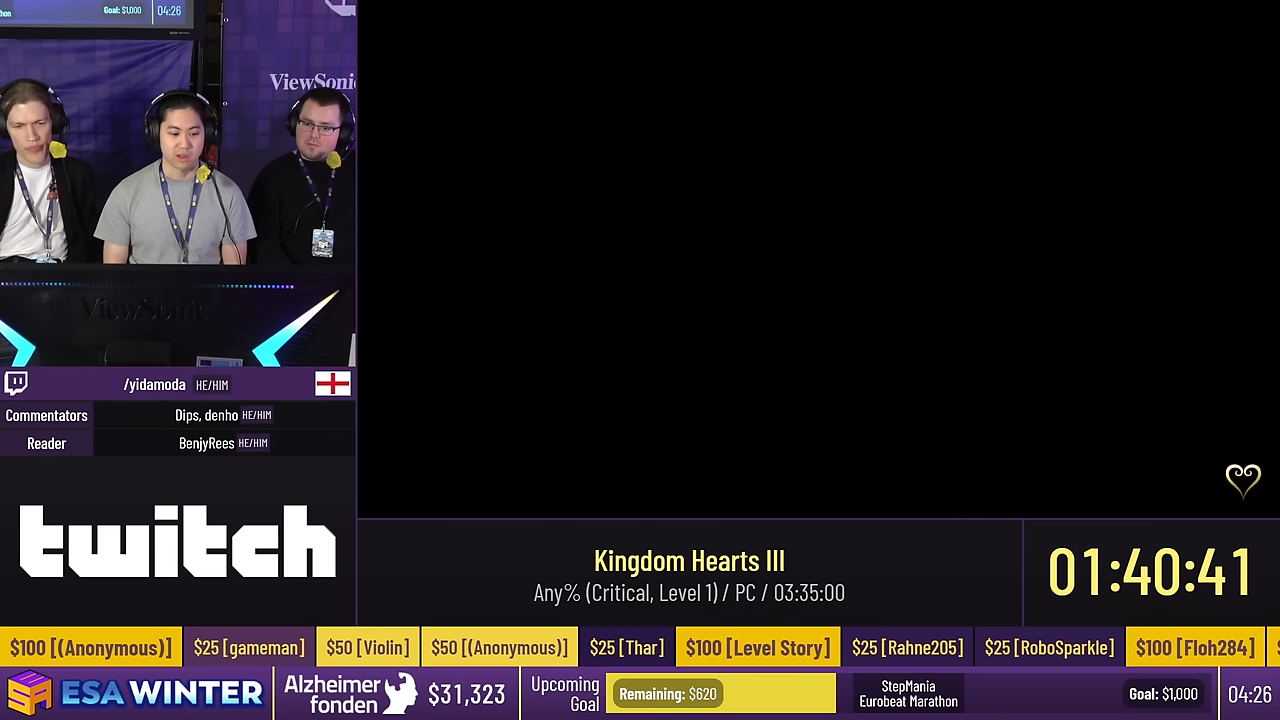 Goal: $1,000
04:26
ViewSonic
ViewSonic
/yidamoda HE/HIM
Commentators
Dips, denho HE/HIM
Reader
BenjyRees HE/HIM
twitch
Kingdom Hearts III
Any% (Critical, Level 1) / PC / 03:35:00
01:40:41
$100 [(Anonymous)]
$25 [gameman]
$50 [Violin]
$50 [(Anonymous)]
$25 [Thar]
$100 [Level Story]
$25 [Rahne205]
$25 [RoboSparkle]
$100 [Floh284]
ESA WINTER
Alzheimer
fonden
$31,323
Upcoming
Goal
Remaining: $620
StepMania
Eurobeat Marathon
Goal: $1,000
04:26